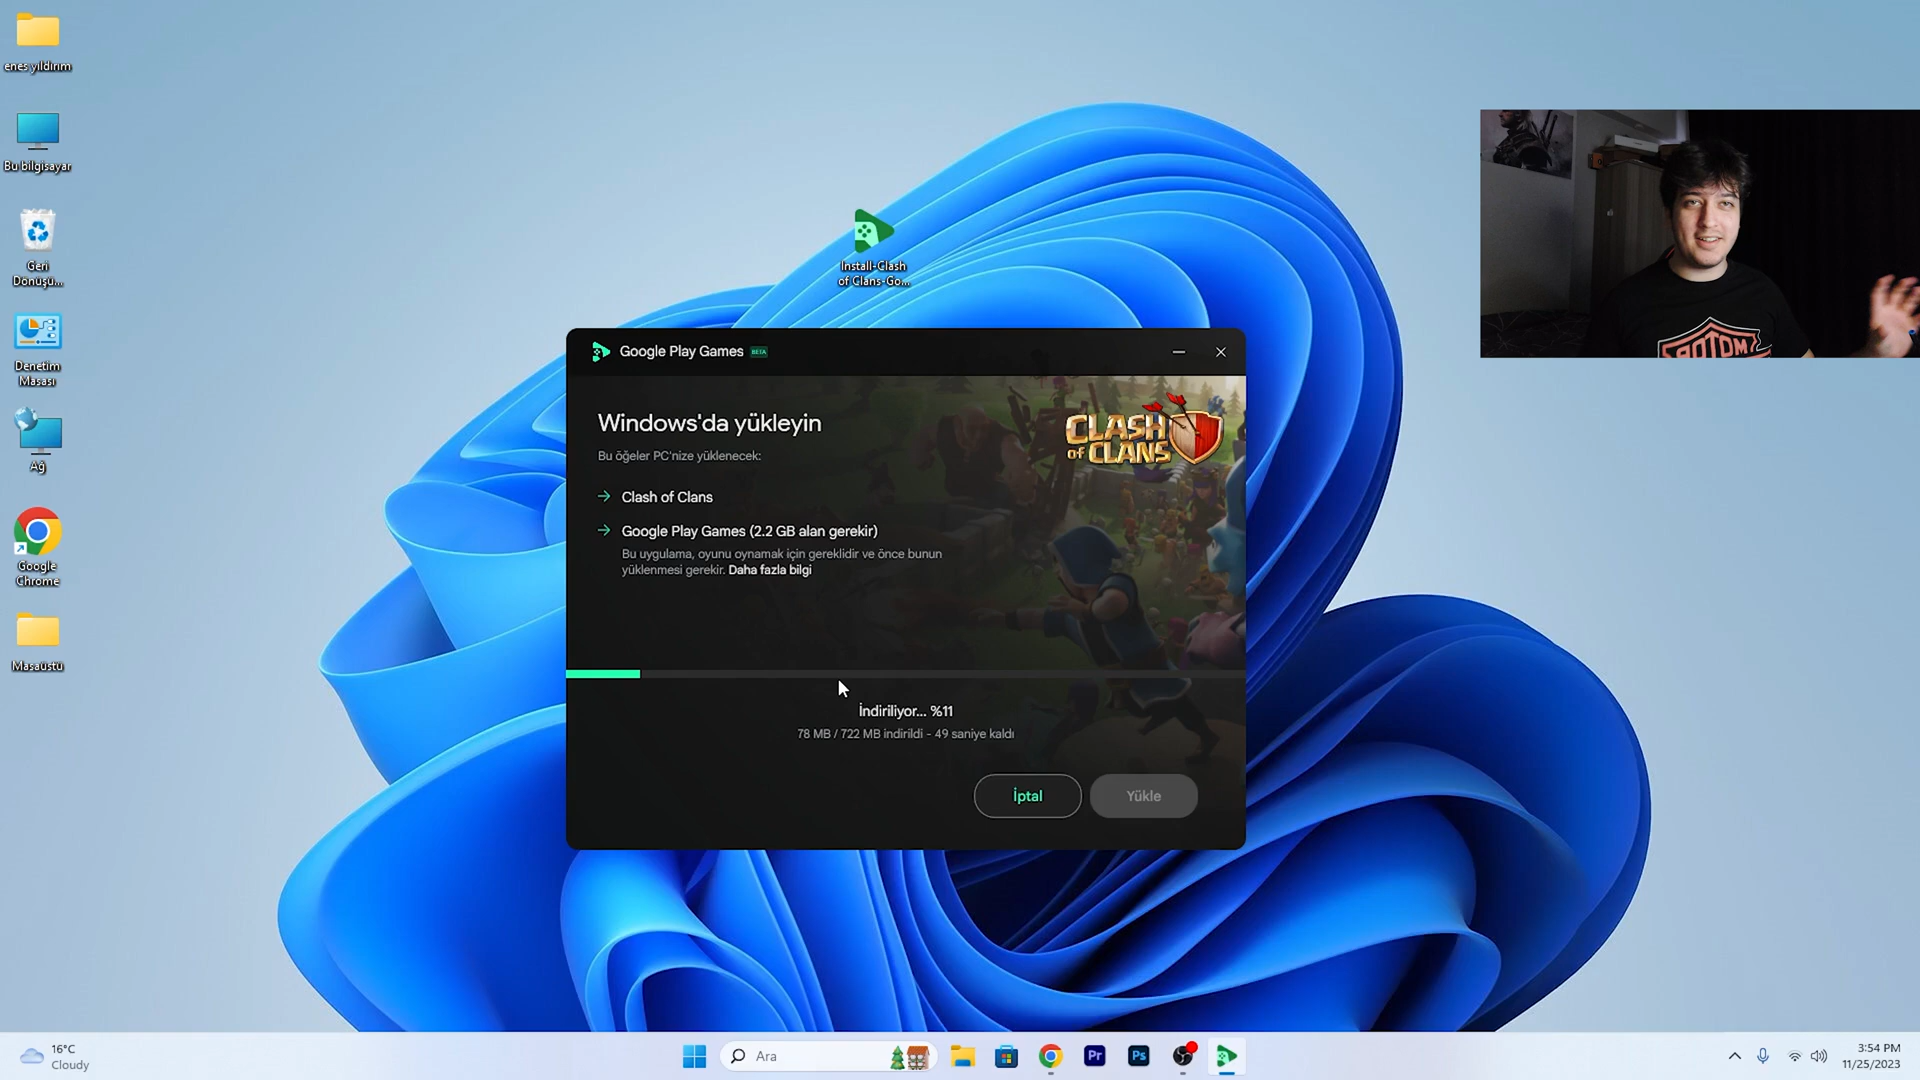 enes yıldırım
Bu bilgisayar
Geri
Dönüşü...
Denetim
Masası
Ağ
Google
Chrome
Masaüstü
Install-Clash
of Clans-Go...
Google Play Games BETA
Windows'da yükleyin
Bu öğeler PC'nize yüklenecek:
CLASH
of CLANS
Clash of Clans
Google Play Games (2.2 GB alan gerekir)
Bu uygulama, oyunu oynamak için gereklidir ve önce bunun
yüklenmesi gerekir. Daha fazla bilgi
İndiriliyor... %11
78 MB / 722 MB indirildi - 49 saniye kaldı
İptal
Yükle
16°C
Cloudy
Ara
Pr
Ps
3:54 PM
11/25/2023